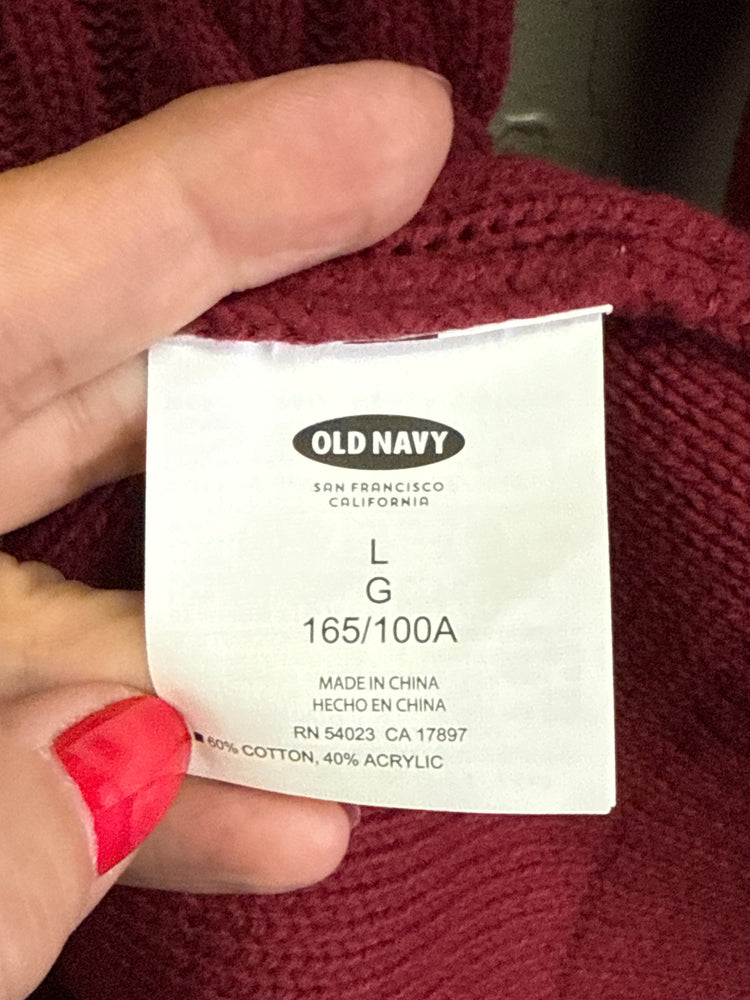 OLD NAVY
SAN FRANCISCO
CALIFORNIA
L
G
165/100A
MADE IN CHINA
HECHO EN CHINA
RN 54023 CA 17897
60% COTTON, 40% ACRYLIC